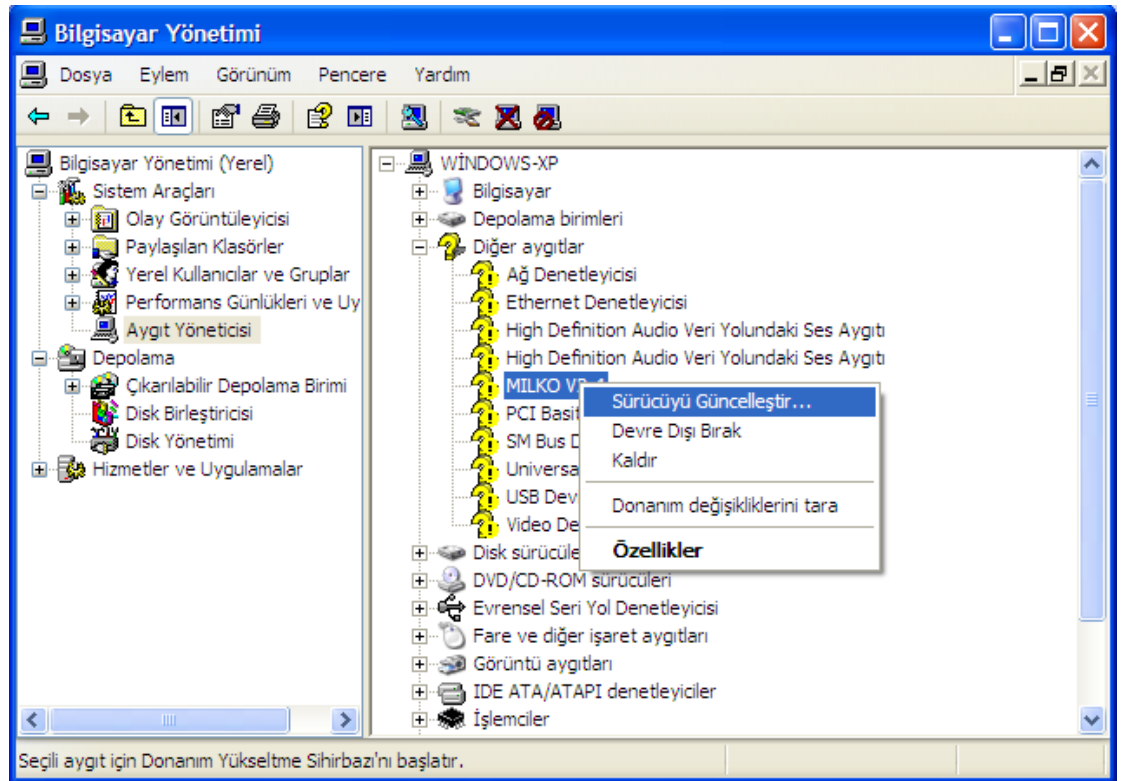 Bilgisayar Yönetimi
Dosya Eylem Görünüm Pencere Yardım
Bilgisayar Yönetimi (Yerel)
Sistem Araçları
Olay Görüntüleyicisi
Paylaşılan Klasörler
Yerel Kullanıcılar ve Gruplar
Performans Günlükleri ve Uy
Aygıt Yöneticisi
Depolama
Çıkarılabilir Depolama Birimi
Disk Birleştiricisi
Disk Yönetimi
Hizmetler ve Uygulamalar
WİNDOWS-XP
Bilgisayar
Depolama birimleri
Diğer aygıtlar
Ağ Denetleyicisi
Ethernet Denetleyicisi
High Definition Audio Veri Yolundaki Ses Aygıtı
High Definition Audio Veri Yolundaki Ses Aygıtı
MILKO
PCI Basit
SM Bus D
Universa
USB Dev
Video De
Disk sürücüle
DVD/CD-ROM sürücüleri
Evrensel Seri Yol Denetleyicisi
Fare ve diğer işaret aygıtları
Görüntü aygıtları
IDE ATA/ATAPI denetleyiciler
İşlemciler
Sürücüyü Güncelleştir...
Devre Dışı Bırak
Kaldır
Donanım değişikliklerini tara
Özellikler
Seçili aygıt için Donanım Yükseltme Sihirbazı'nı başlatır.